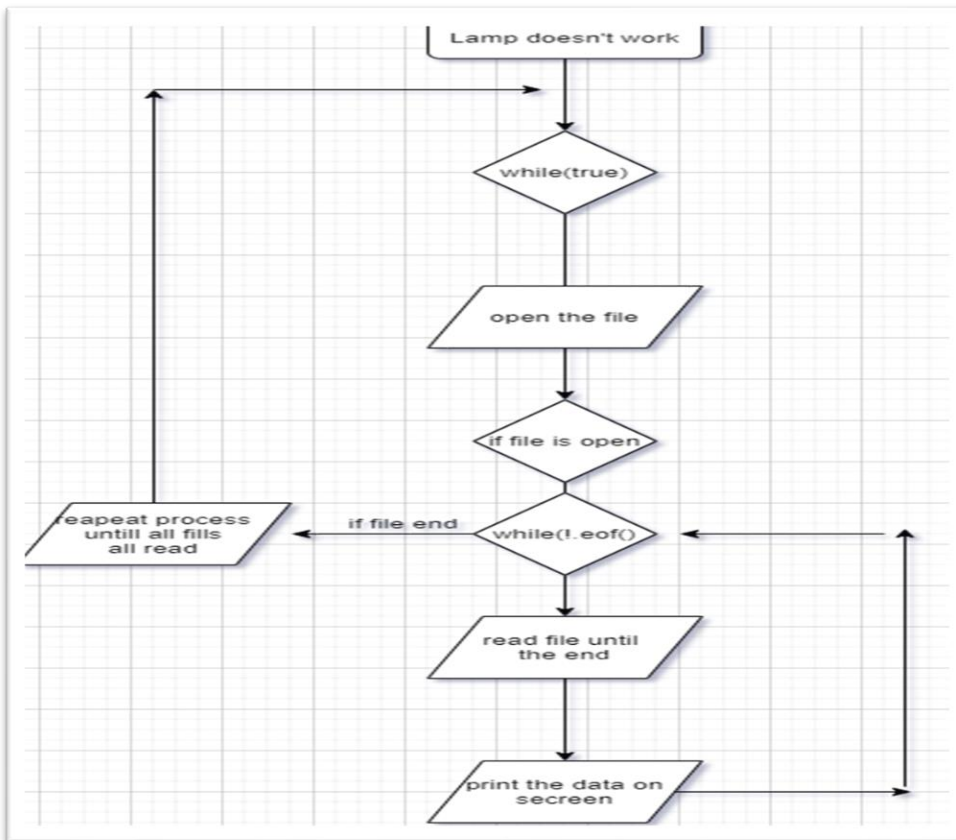 Lamp doesn't work
while(true)
open the file
if file is open
if file end
while(!.eof()
reapeat process
untill all fills
all read
read file until
the end
print the data on
secreen